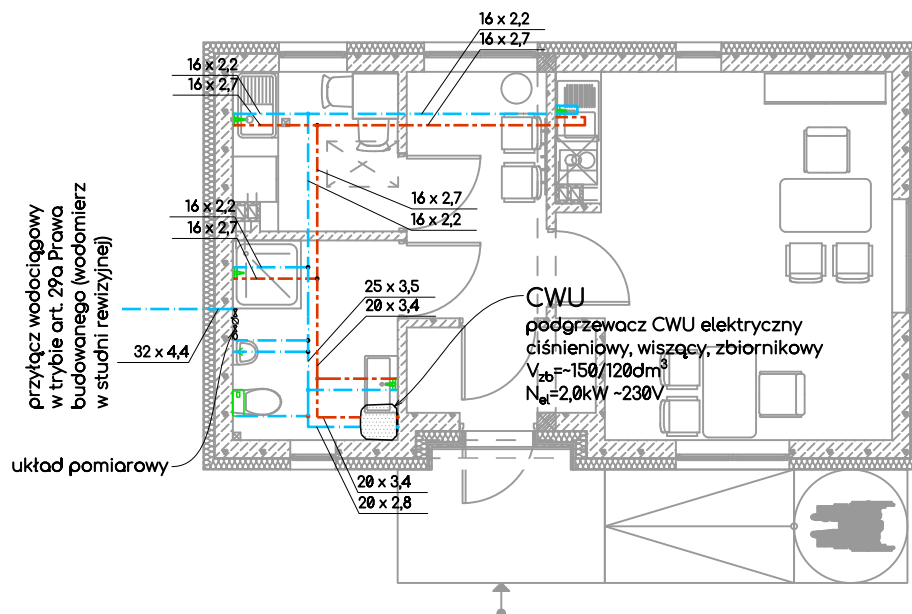 16 x 2,2
16 x 2,7
16 x 2,2
16 x 2,7
16 x 2,7
16 x 2,2
16 x 2,2
16 x 2,7
przyłącz wodociągowy
w trybie art. 29a Prawa
budowanego (wodomierz
w studni rewizyjnej)
25 x 3,5
20 x 3,4
32 x 4,4
CWU
podgrzewacz CWU elektryczny
ciśnieniowy, wiszący, zbiornikowy
Vzb=~150/120dm³
Nel=2,0kW ~230V
układ pomiarowy
20 x 3,4
20 x 2,8